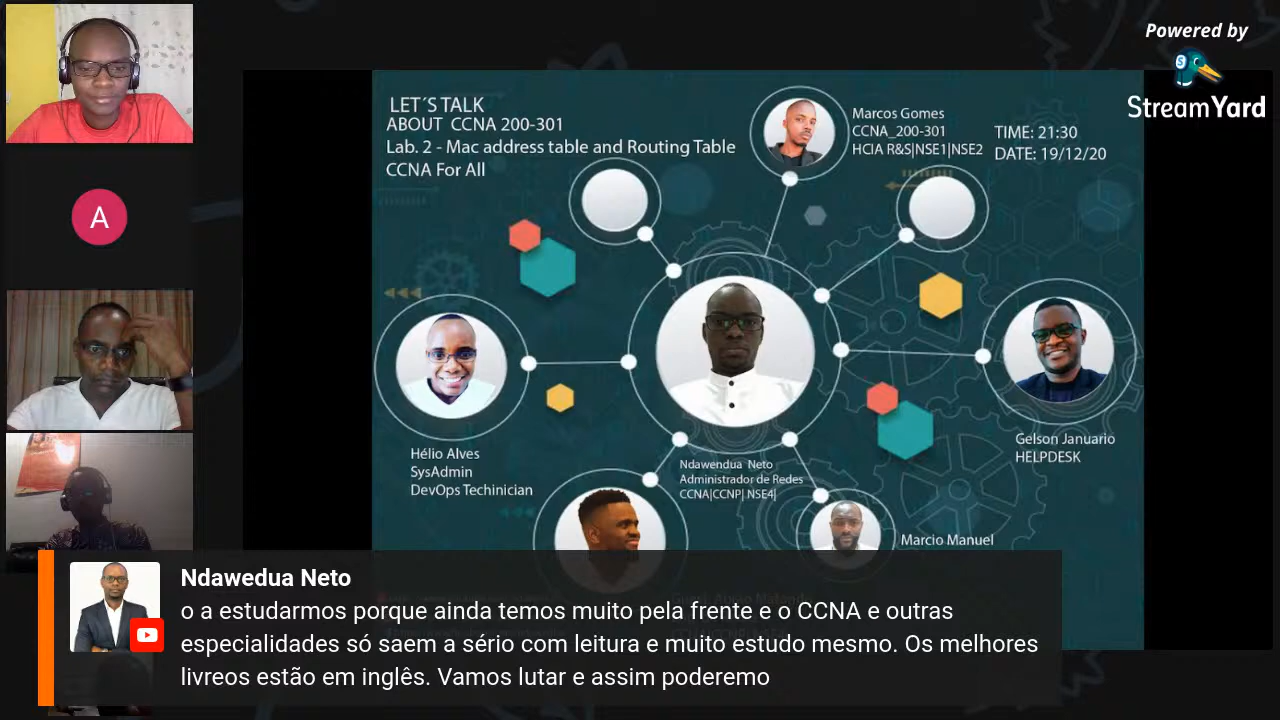 Powered by
StreamYard
LET´S TALK
ABOUT CCNA 200-301
Lab. 2 - Mac address table and Routing Table
CCNA For All
Marcos Gomes
CCNA_200-301
HCIA R&S|NSE1|NSE2
TIME: 21:30
DATE: 19/12/20
A
Hélio Alves
SysAdmin
DevOps Techinician
Ndawendua Neto
Administrador de Redes
CCNA|CCNP| NSE4|
Gelson Januario
HELPDESK
Marcio Manuel
Ndawedua Neto
o a estudarmos porque ainda temos muito pela frente e o CCNA e outras
especialidades só saem a sério com leitura e muito estudo mesmo. Os melhores
livreos estão em inglês. Vamos lutar e assim poderemo